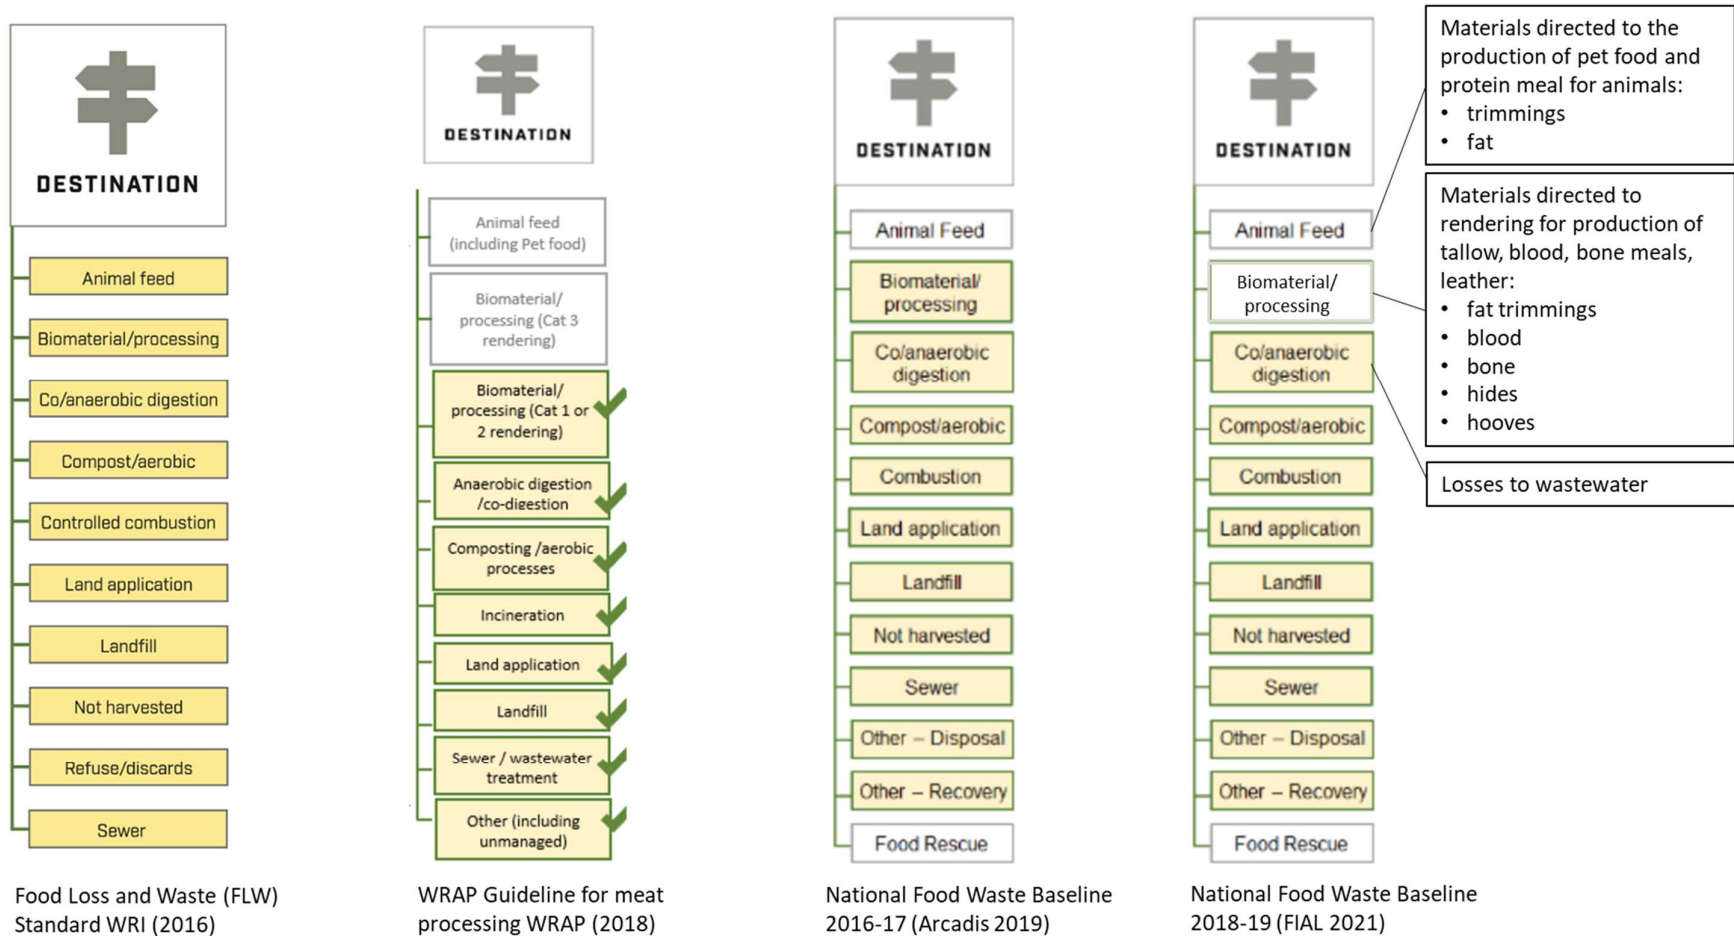 DESTINATION
Animal feed
Biomaterial/processing
Co/anaerobic digestion
Compost/aerobic
Controlled combustion
Land application
Landfill
Not harvested
Refuse/discards
Sewer
Food Loss and Waste (FLW)
Standard WRI (2016)
DESTINATION
Animal feed
(including Pet food)
Biomaterial/
processing (Cat 3
rendering)
Biomaterial/
processing (Cat 1 or
2 rendering)
Anaerobic digestion
/co-digestion
Composting /aerobic
processes
Incineration
Land application
Landfill
Sewer / wastewater
treatment
Other (including
unmanaged)
WRAP Guideline for meat
processing WRAP (2018)
DESTINATION
Animal Feed
Biomaterial/
processing
Co/anaerobic
digestion
Compost/aerobic
Combustion
Land application
Landfill
Not harvested
Sewer
Other – Disposal
Other – Recovery
Food Rescue
National Food Waste Baseline
2016-17 (Arcadis 2019)
DESTINATION
Animal Feed
Biomaterial/
processing
Co/anaerobic
digestion
Compost/aerobic
Combustion
Land application
Landfill
Not harvested
Sewer
Other – Disposal
Other – Recovery
Food Rescue
National Food Waste Baseline
2018-19 (FIAL 2021)
Materials directed to the
production of pet food and
protein meal for animals:
• trimmings
• fat
Materials directed to
rendering for production of
tallow, blood, bone meals,
leather:
• fat trimmings
• blood
• bone
• hides
• hooves
Losses to wastewater